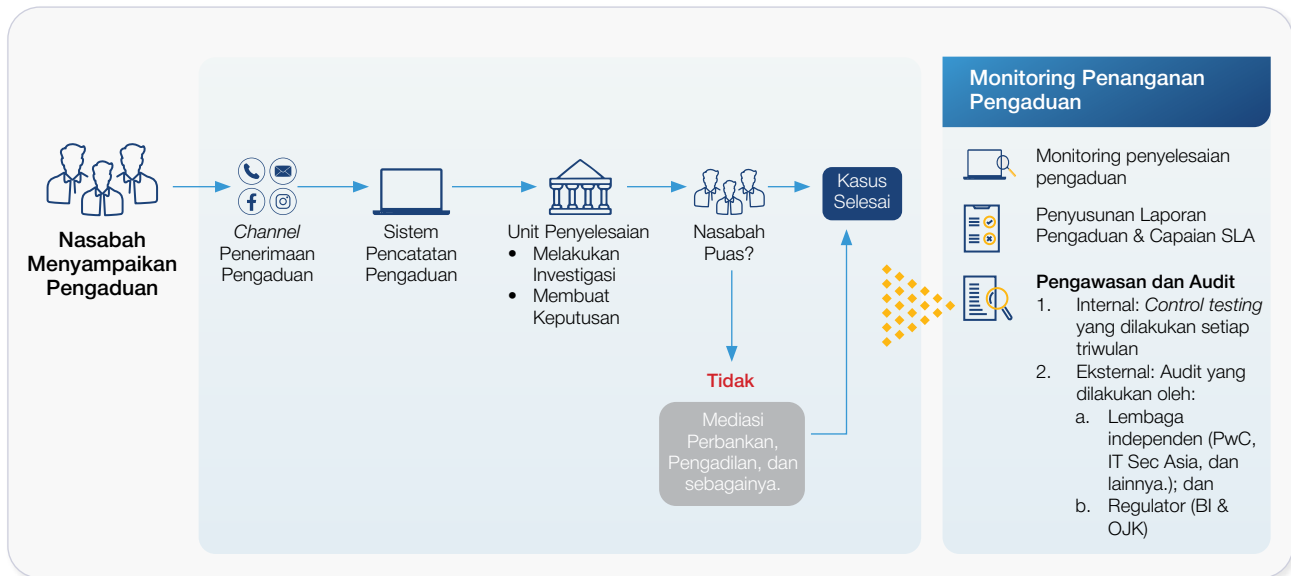 Nasabah
Menyampaikan
Pengaduan
Channel
Penerimaan
Pengaduan
Sistem
Pencatatan
Pengaduan
Unit Penyelesaian
• Melakukan
Investigasi
• Membuat
Keputusan
Nasabah
Puas?
Kasus
Selesai
Tidak
Mediasi
Perbankan,
Pengadilan, dan
sebagainya.
Monitoring Penanganan
Pengaduan
Monitoring penyelesaian
pengaduan
Penyusunan Laporan
Pengaduan & Capaian SLA
Pengawasan dan Audit
1. Internal: Control testing
yang dilakukan setiap
triwulan
2. Eksternal: Audit yang
dilakukan oleh:
a. Lembaga
independen (PwC,
IT Sec Asia, dan
lainnya.); dan
b. Regulator (BI &
OJK)